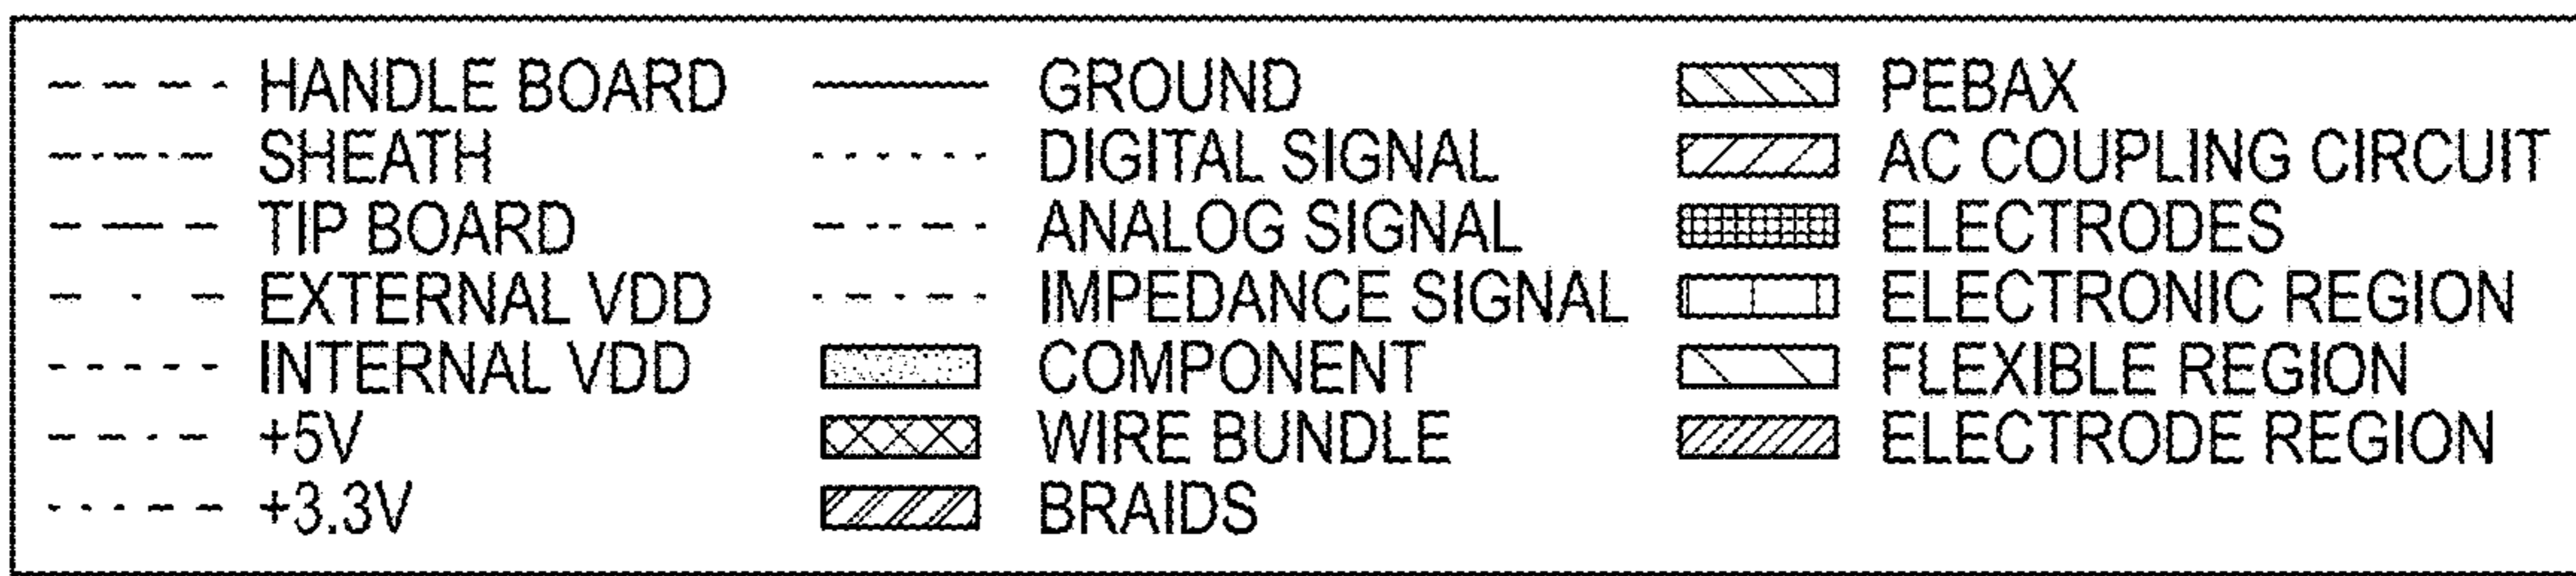 HANDLE BOARD
SHEATH
TIP BOARD
EXTERNAL VDD
INTERNAL VDD
+5V
+3.3V
GROUND
DIGITAL SIGNAL
ANALOG SIGNAL
IMPEDANCE SIGNAL
COMPONENT
WIRE BUNDLE
BRAIDS
PEBAX
AC COUPLING CIRCUIT
ELECTRODES
ELECTRONIC REGION
FLEXIBLE REGION
ELECTRODE REGION